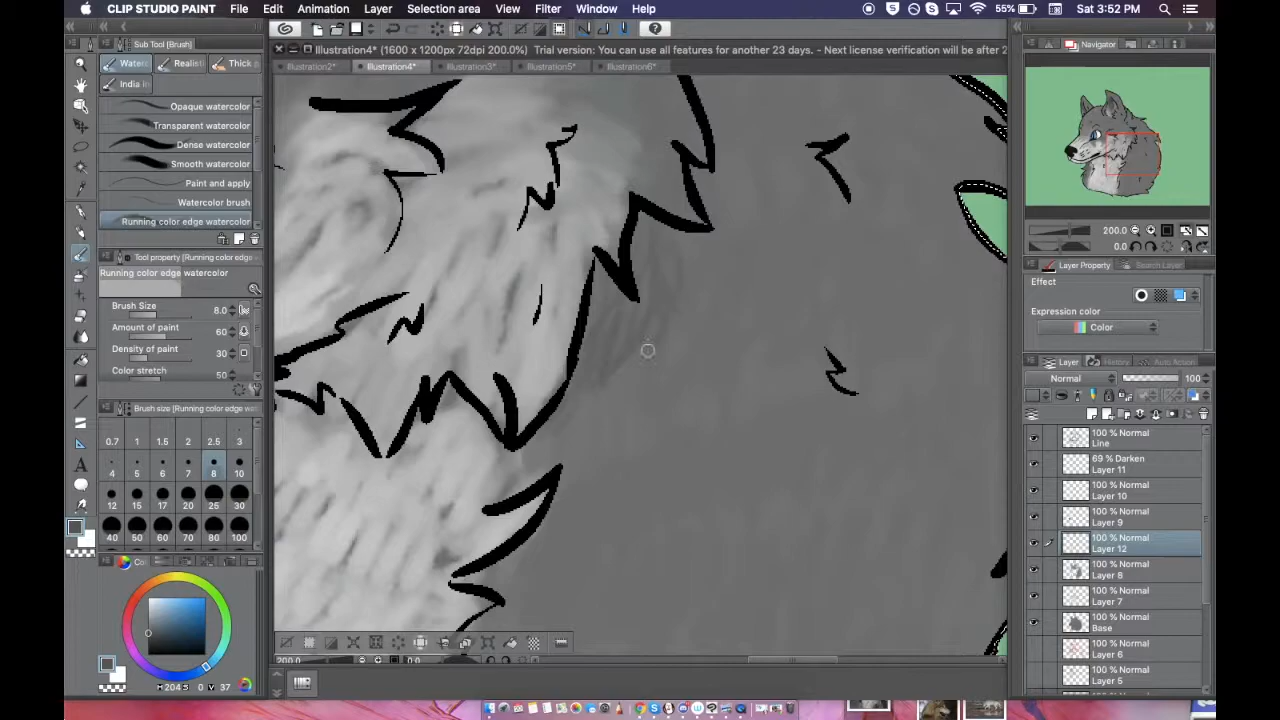 CLIP STUDIO PAINT File Edit Animation Layer Selection area View Filter Window Help 55% Sat 3:52 PM
Sub Tool [Brush]
Illustration4* (1600 x 1200px 72dpi 200.0%) Trial version: You can use all features for another 23 days. - Next license verification will be after 2
Navigator
Illustration2* Illustration4* Illustration3* Illustration5* Illustration6*
Waterc Realist Thick p
India in
Opaque watercolor
Transparent watercolor
Dense watercolor
Smooth watercolor
Paint and apply
Watercolor brush
Running color edge watercolor
200.0
0.0
Tool property [Running color edge
Running color edge watercolor
Layer Property Search Layer
Effect
Brush Size 8.0
Amount of paint 60
Density of paint 30
Color stretch 50
Expression color
Color
Layer History Auto Action
Normal 100
Brush size [Running color edge wat
0.7 1 1.5 2 2.5 3
4 5 6 7 8 10
12 15 17 20 25 30
40 50 60 70 80 100
100 % Normal
Line
69 % Darken
Layer 11
100 % Normal
Layer 10
100 % Normal
Layer 9
100 % Normal
Layer 12
100 % Normal
Layer 8
100 % Normal
Layer 7
100 % Normal
Base
100 % Normal
Layer 6
100 % Normal
Layer 5
Co
200.0 0.0
H 204 S 0 V 37